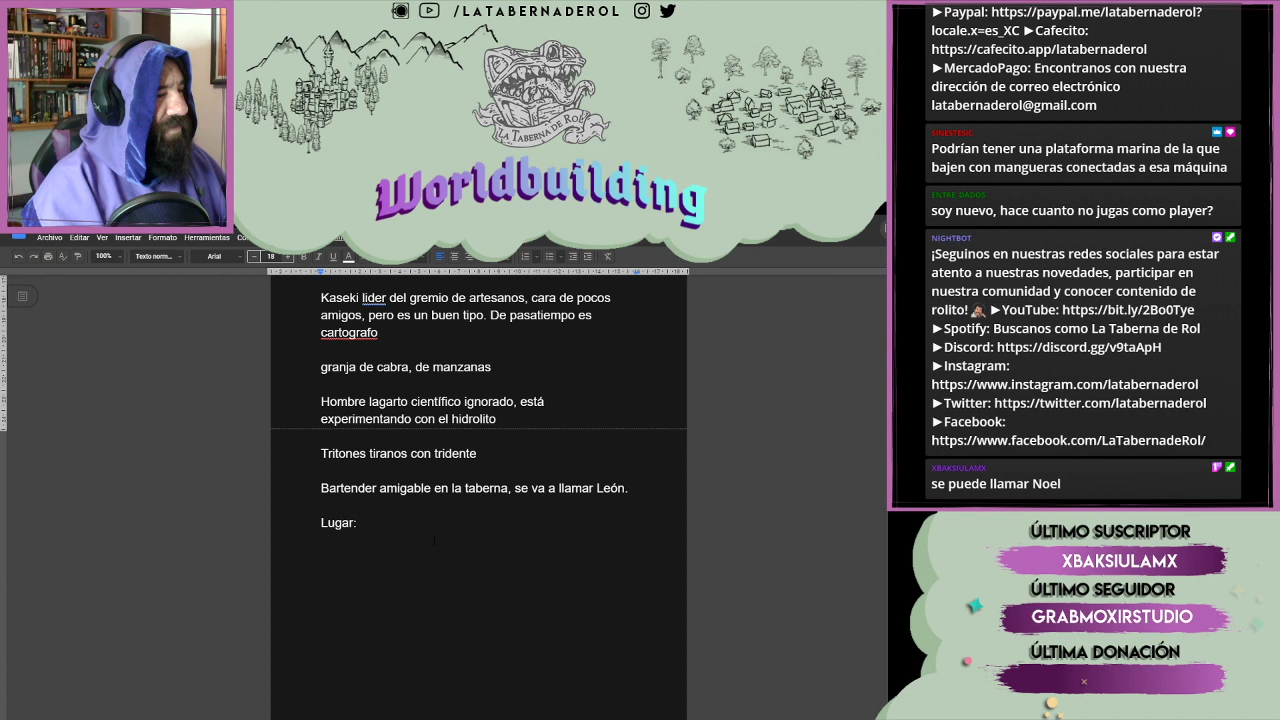 /LATABERNADEROL
LA TABERNA DE ROL
Worldbuilding
Archivo Editar Ver Insertar Formato Herramientas
100% Texto norm... Arial 18
Kaseki lider del gremio de artesanos, cara de pocos
amigos, pero es un buen tipo. De pasatiempo es
cartografo
granja de cabra, de manzanas
Hombre lagarto científico ignorado, está
experimentando con el hidrolito
Tritones tiranos con tridente
Bartender amigable en la taberna, se va a llamar León.
Lugar:
►Paypal: https://paypal.me/latabernaderol?
locale.x=es_XC ►Cafecito:
https://cafecito.app/latabernaderol
►MercadoPago: Encontranos con nuestra
dirección de correo electrónico
latabernaderol@gmail.com
SINESTESIC
Podrían tener una plataforma marina de la que
bajen con mangueras conectadas a esa máquina
ENTRE_DADOS
soy nuevo, hace cuanto no jugas como player?
NIGHTBOT
¡Seguinos en nuestras redes sociales para estar
atento a nuestras novedades, participar en
nuestra comunidad y conocer contenido de
rolito! ►YouTube: https://bit.ly/2Bo0Tye
►Spotify: Buscanos como La Taberna de Rol
►Discord: https://discord.gg/v9taApH
►Instagram:
https://www.instagram.com/latabernaderol
►Twitter: https://twitter.com/latabernaderol
►Facebook:
https://www.facebook.com/LaTabernadeRol/
XBAKSIULAMX
se puede llamar Noel
ÚLTIMO SUSCRIPTOR
XBAKSIULAMX
ÚLTIMO SEGUIDOR
GRABMOXIRSTUDIO
ÚLTIMA DONACIÓN
×